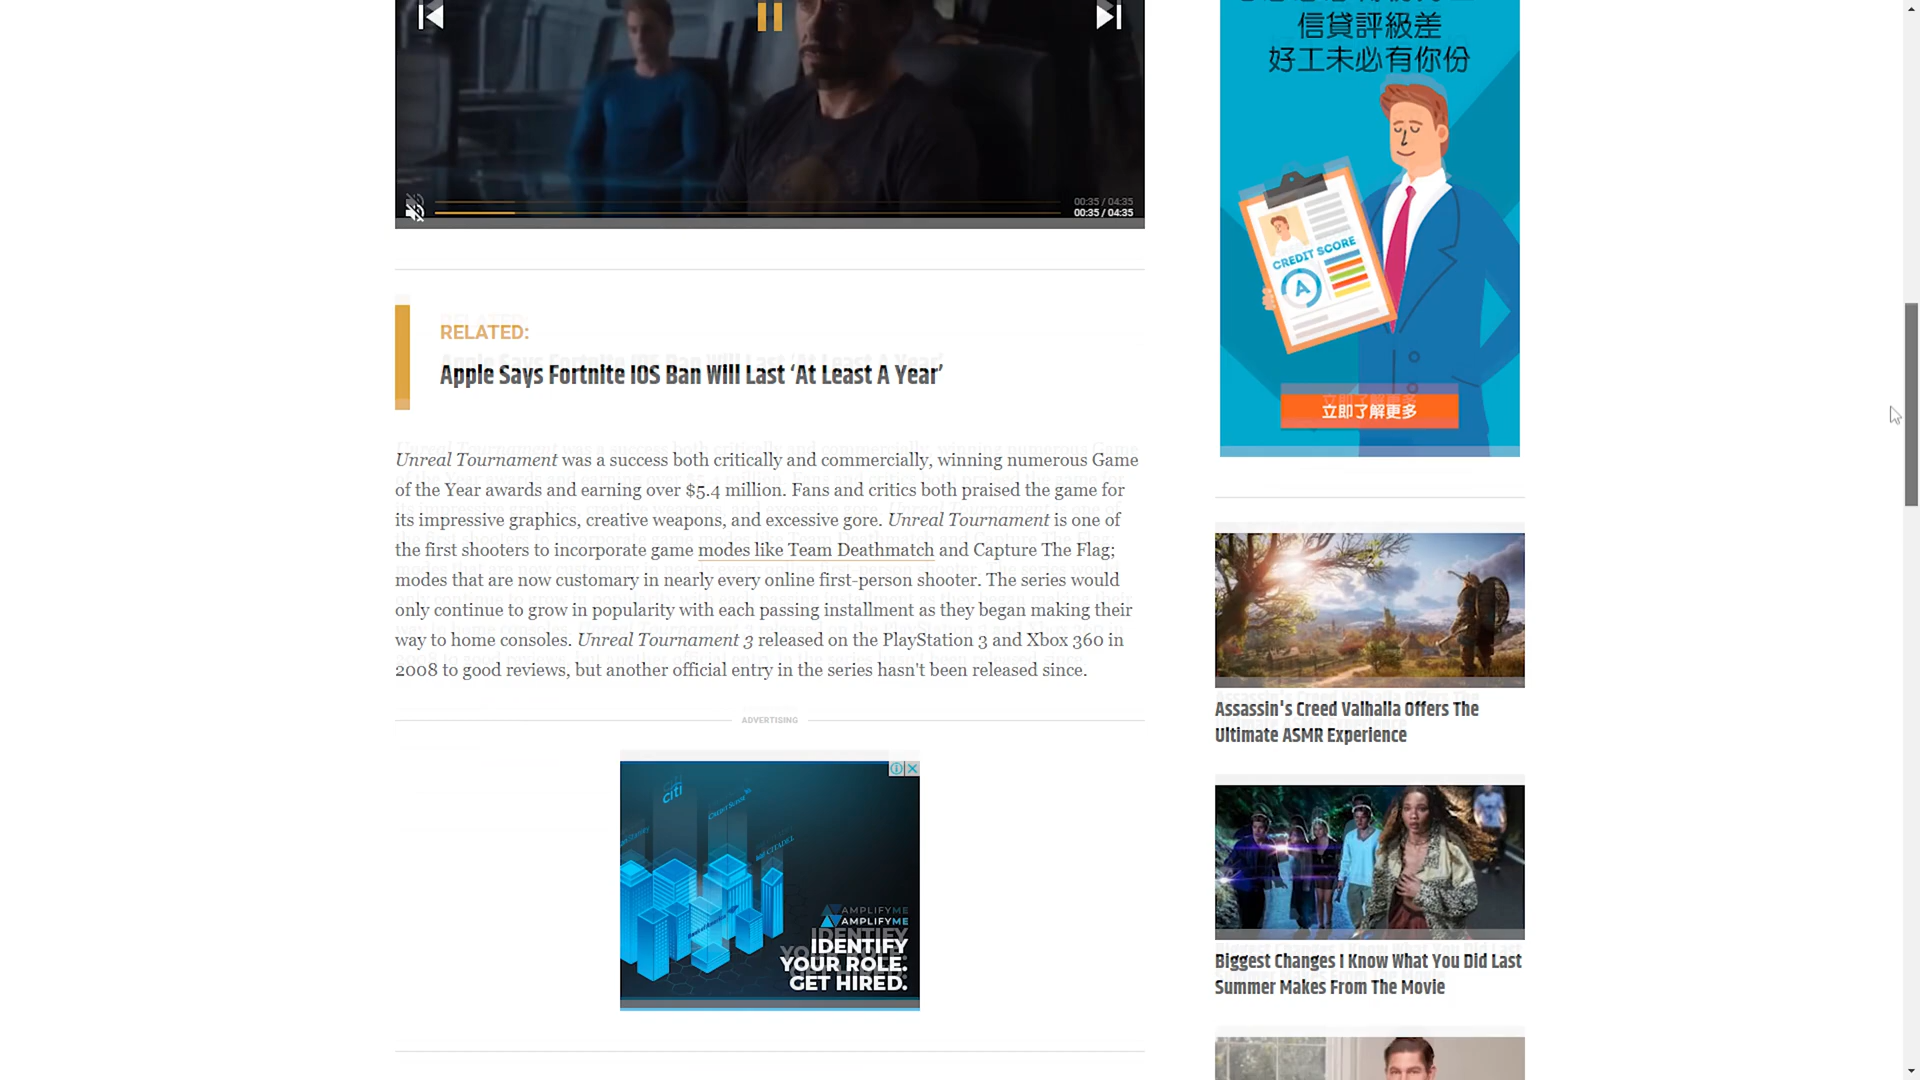 00:35 / 04:35
00:35 / 04:35
RELATED:
Apple Says Fortnite IOS Ban Will Last ‘At Least A Year’
Unreal Tournament was a success both critically and commercially, winning numerous Game
of the Year awards and earning over $5.4 million. Fans and critics both praised the game for
its impressive graphics, creative weapons, and excessive gore. Unreal Tournament is one of
the first shooters to incorporate game modes like Team Deathmatch and Capture The Flag;
modes that are now customary in nearly every online first-person shooter. The series would
only continue to grow in popularity with each passing installment as they began making their
way to home consoles. Unreal Tournament 3 released on the PlayStation 3 and Xbox 360 in
2008 to good reviews, but another official entry in the series hasn't been released since.
ADVERTISING
citi
CITADEL
Bank of America
AMPLIFYME
AMPLIFYME
IDENTIFY
YOUR ROLE.
GET HIRED.
信貸評級差
好工未必有你份
CREDIT SCORE
A
立即了解更多
Assassin's Creed Valhalla Offers The
Ultimate ASMR Experience
Biggest Changes I Know What You Did Last
Summer Makes From The Movie